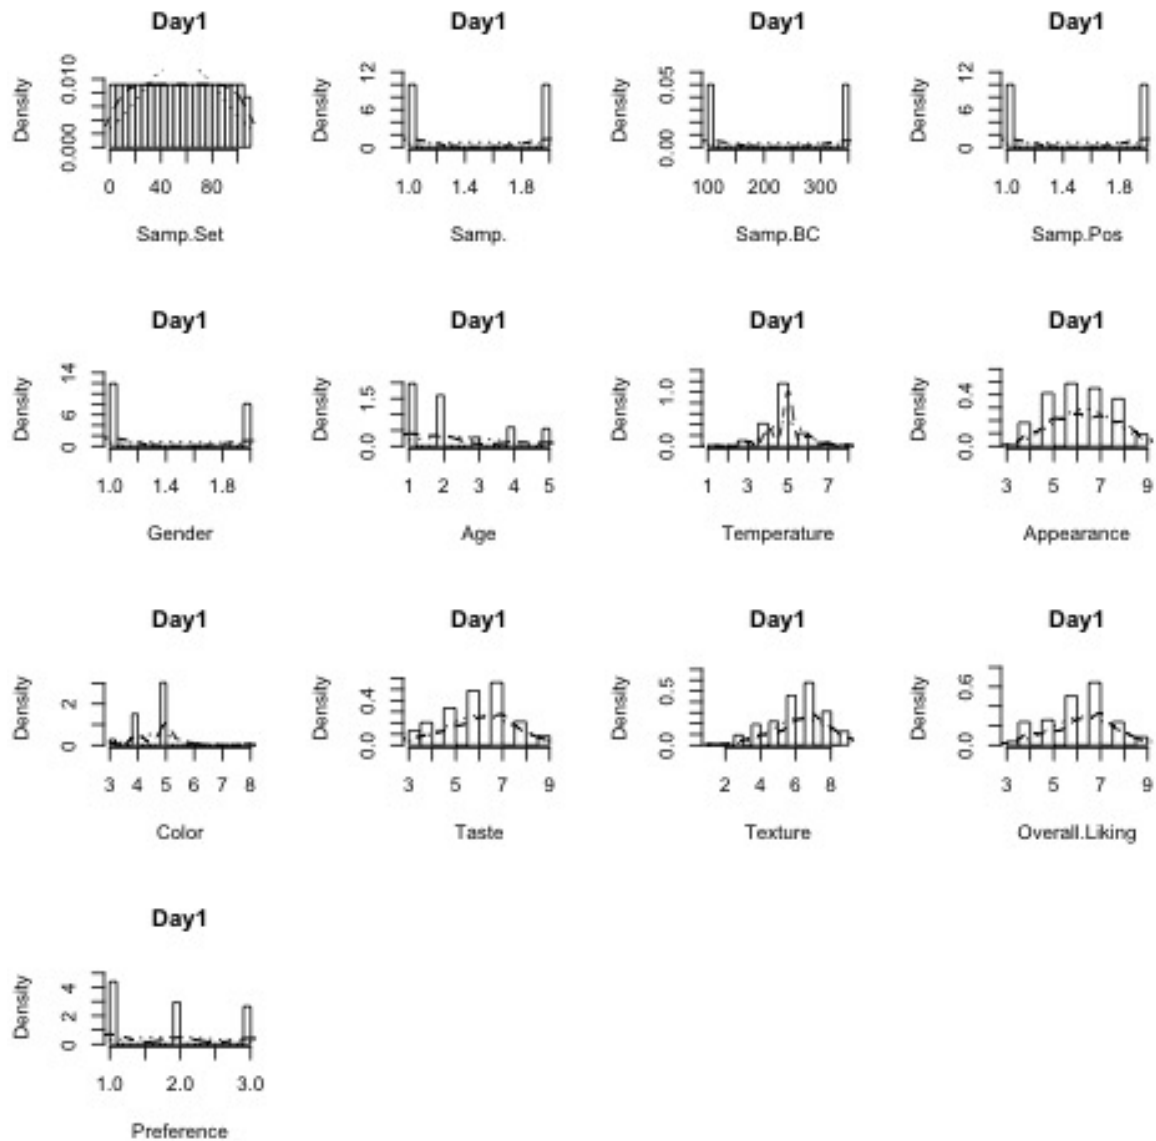 Day1 Day1 Day1 Day1
Density 0.000 0.010 Density 0 6 12 Density 0.00 0.05 Density 0 6 12
0 40 80 1.0 1.4 1.8 100 200 300 1.0 1.4 1.8
Samp.Set Samp. Samp.BC Samp.Pos
Day1 Day1 Day1 Day1
Density 0 6 14 Density 0.0 1.5 Density 0.0 1.0 Density 0.0 0.4
1.0 1.4 1.8 1 2 3 4 5 1 3 5 7 3 5 7 9
Gender Age Temperature Appearance
Day1 Day1 Day1 Day1
Density 0 2 Density 0.0 0.4 Density 0.0 0.5 Density 0.0 0.6
3 4 5 6 7 8 3 5 7 9 2 4 6 8 3 5 7 9
Color Taste Texture Overall.Liking
Day1
Density 0 2 4
1.0 2.0 3.0
Preference